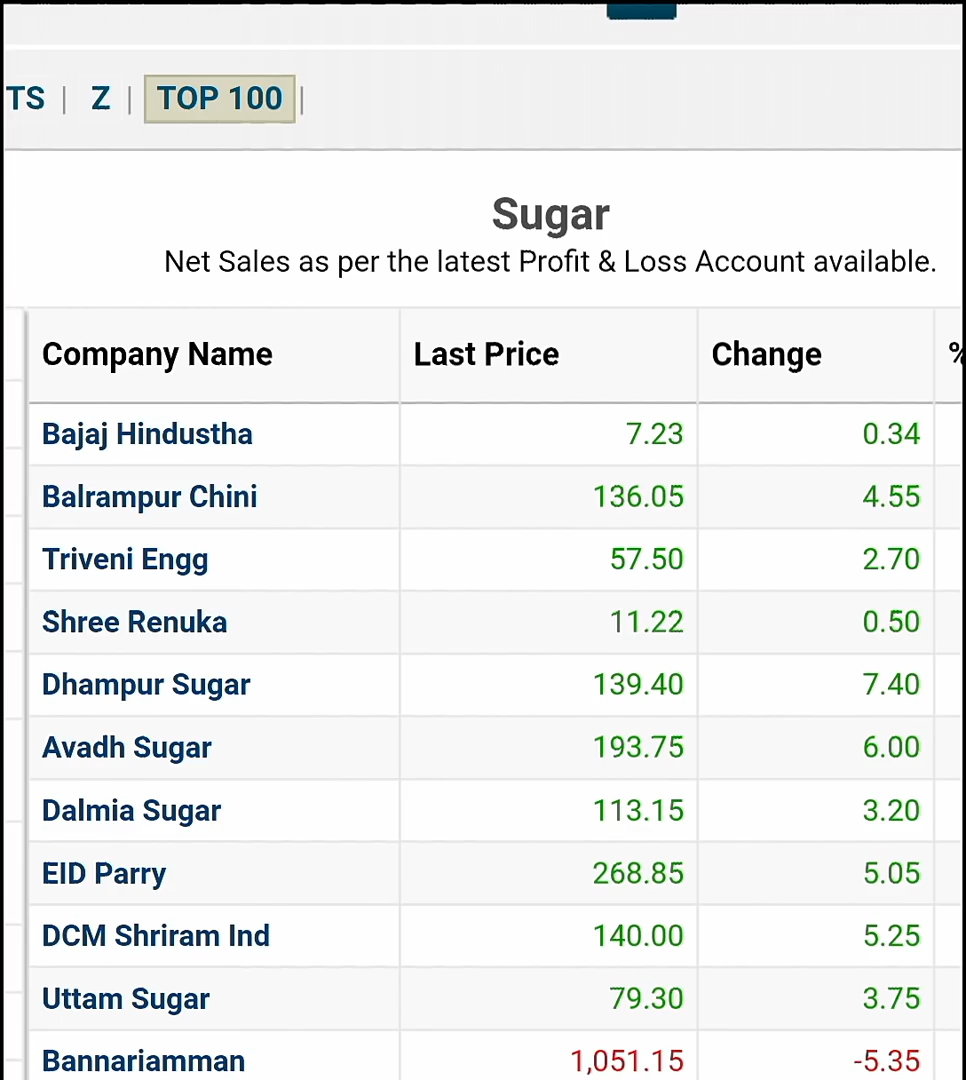 TS | Z | TOP 100 |
Sugar
Net Sales as per the latest Profit & Loss Account available.
Company Name Last Price Change %
Bajaj Hindustha 7.23 0.34
Balrampur Chini 136.05 4.55
Triveni Engg 57.50 2.70
Shree Renuka 11.22 0.50
Dhampur Sugar 139.40 7.40
Avadh Sugar 193.75 6.00
Dalmia Sugar 113.15 3.20
EID Parry 268.85 5.05
DCM Shriram Ind 140.00 5.25
Uttam Sugar 79.30 3.75
Bannariamman 1,051.15 -5.35